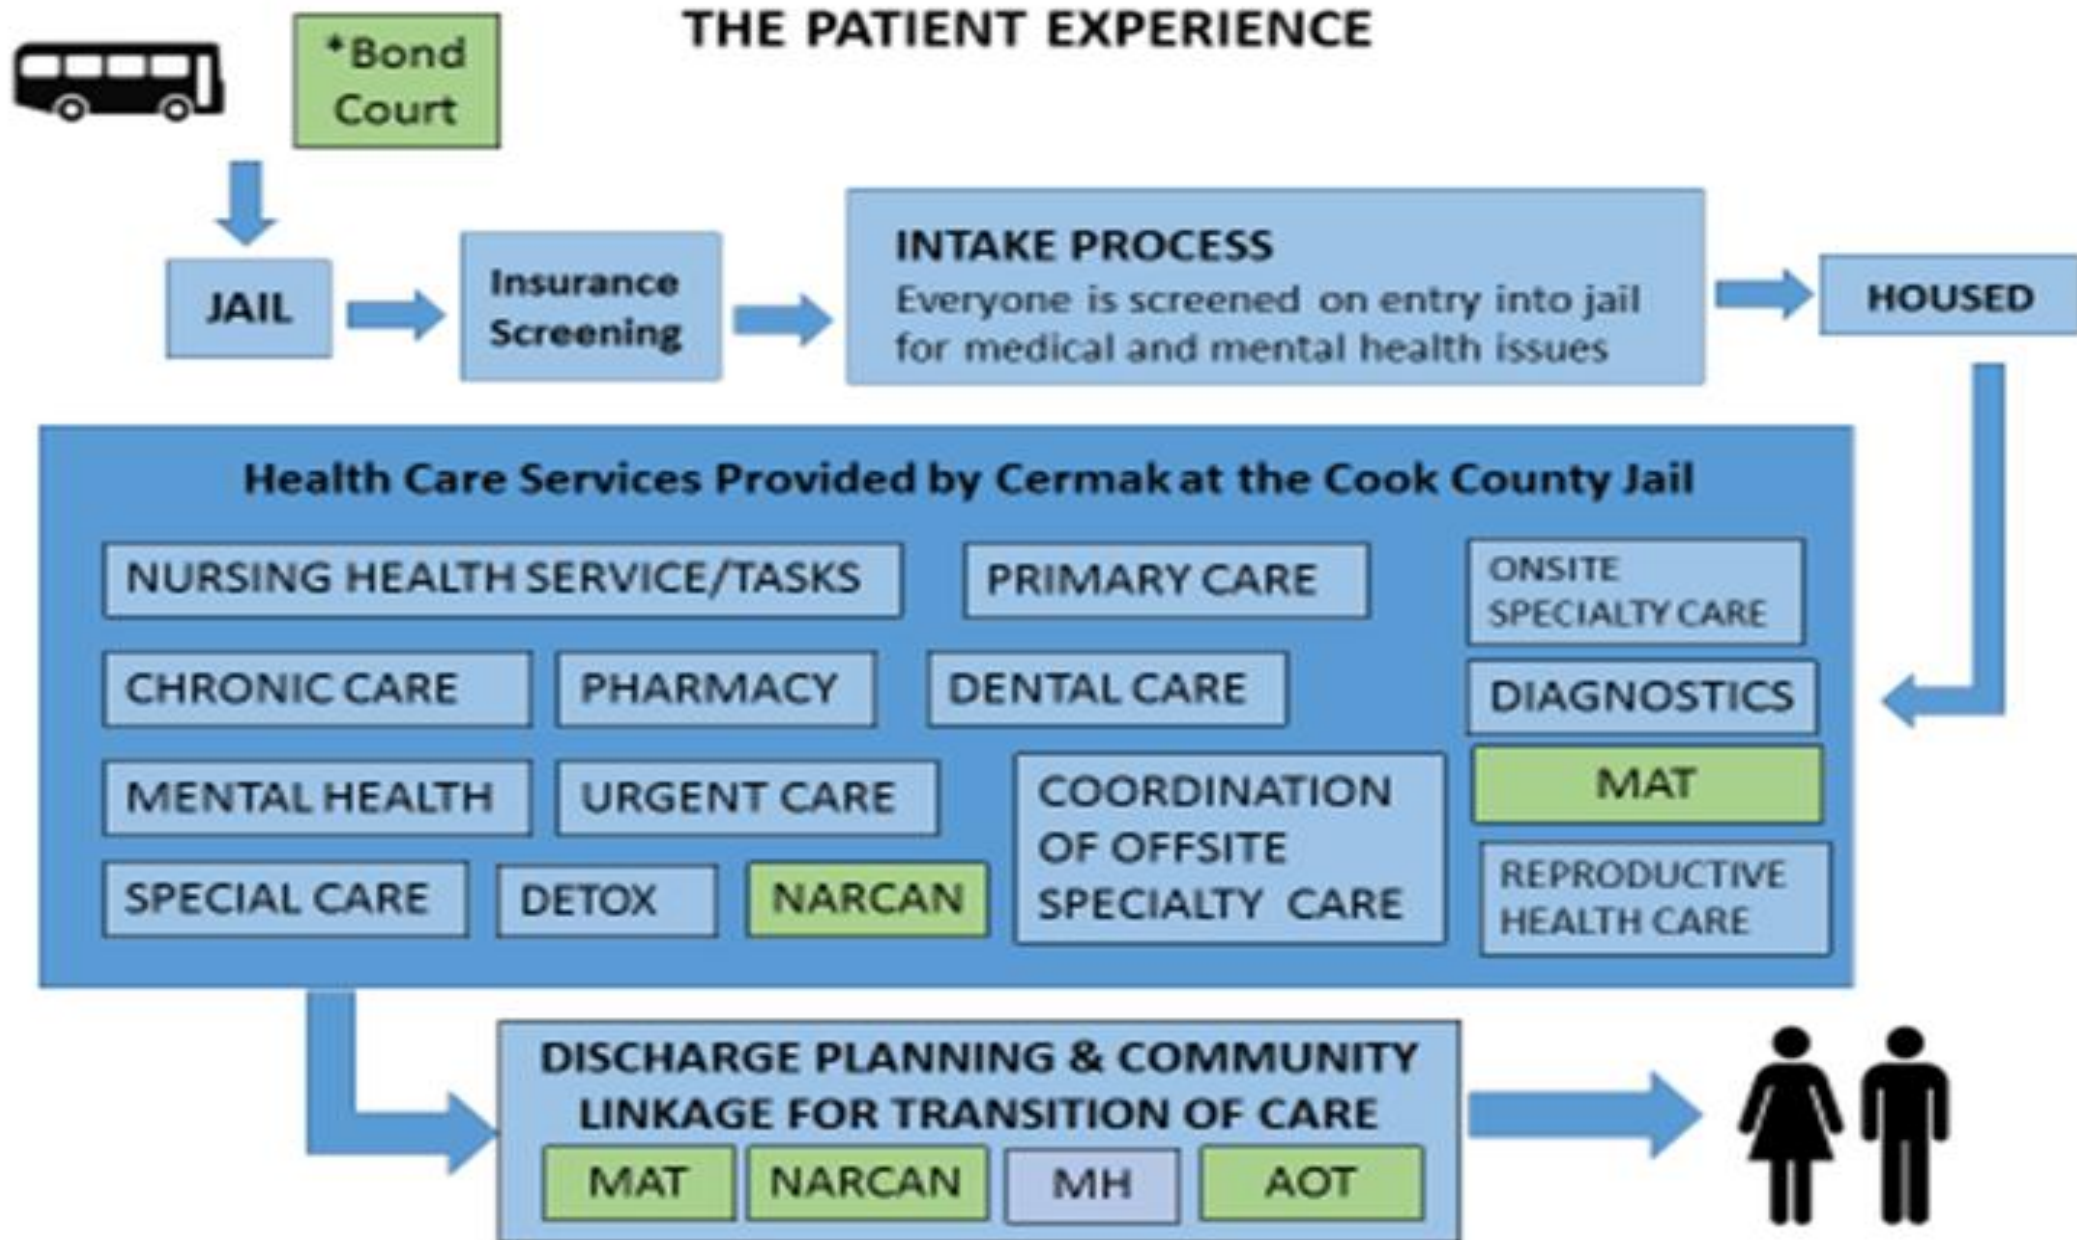 THE PATIENT EXPERIENCE
*Bond
Court
JAIL
Insurance
Screening
INTAKE PROCESS
Everyone is screened on entry into jail
for medical and mental health issues
HOUSED
Health Care Services Provided by Cermak at the Cook County Jail
NURSING HEALTH SERVICE/TASKS
PRIMARY CARE
ONSITE
SPECIALTY CARE
CHRONIC CARE
PHARMACY
DENTAL CARE
DIAGNOSTICS
MENTAL HEALTH
URGENT CARE
COORDINATION
OF OFFSITE
SPECIALTY CARE
MAT
SPECIAL CARE
DETOX
NARCAN
REPRODUCTIVE
HEALTH CARE
DISCHARGE PLANNING & COMMUNITY
LINKAGE FOR TRANSITION OF CARE
MAT
NARCAN
MH
AOT